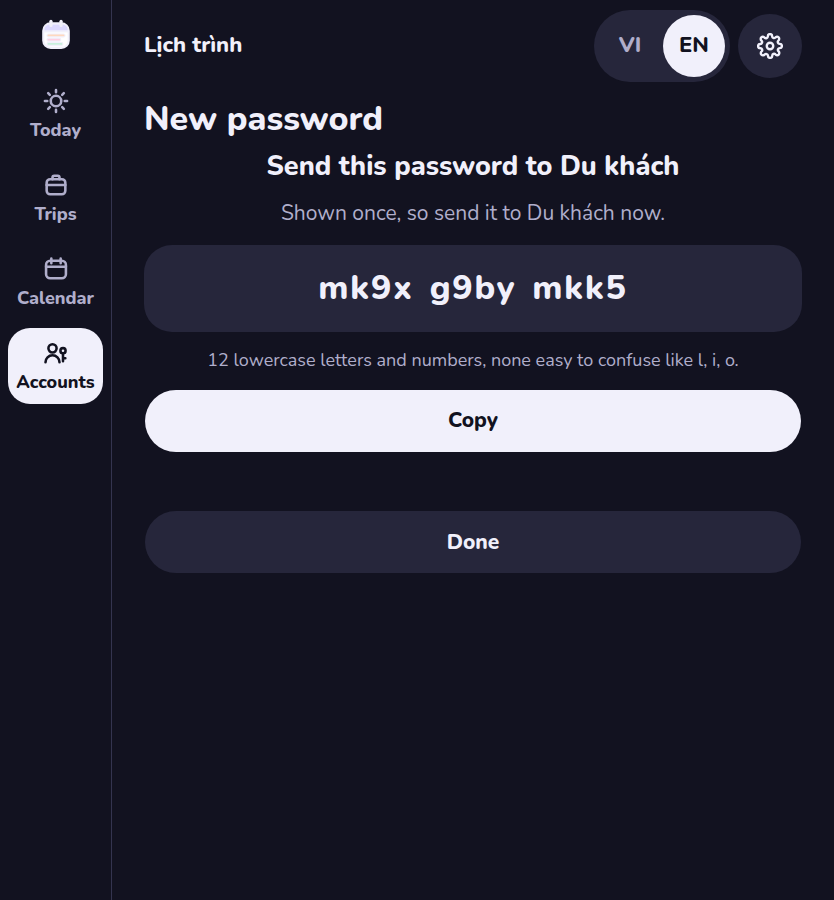 Lịch trình
VI
EN
Today
Trips
Calendar
Accounts
New password
Send this password to Du khách
Shown once, so send it to Du khách now.
mk9x g9by mkk5
12 lowercase letters and numbers, none easy to confuse like l, i, o.
Copy
Done